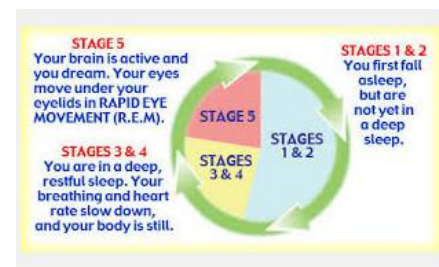 STAGE 5
Your brain is active and
you dream. Your eyes
move under your
eyelids in RAPID EYE
MOVEMENT (R.E.M).
STAGES 3 & 4
You are in a deep,
restful sleep. Your
breathing and heart
rate slow down,
and your body is still.
STAGE 5
STAGES
3 & 4
STAGES
1 & 2
STAGES 1 & 2
You first fall
asleep,
but are
not yet in
a deep
sleep.